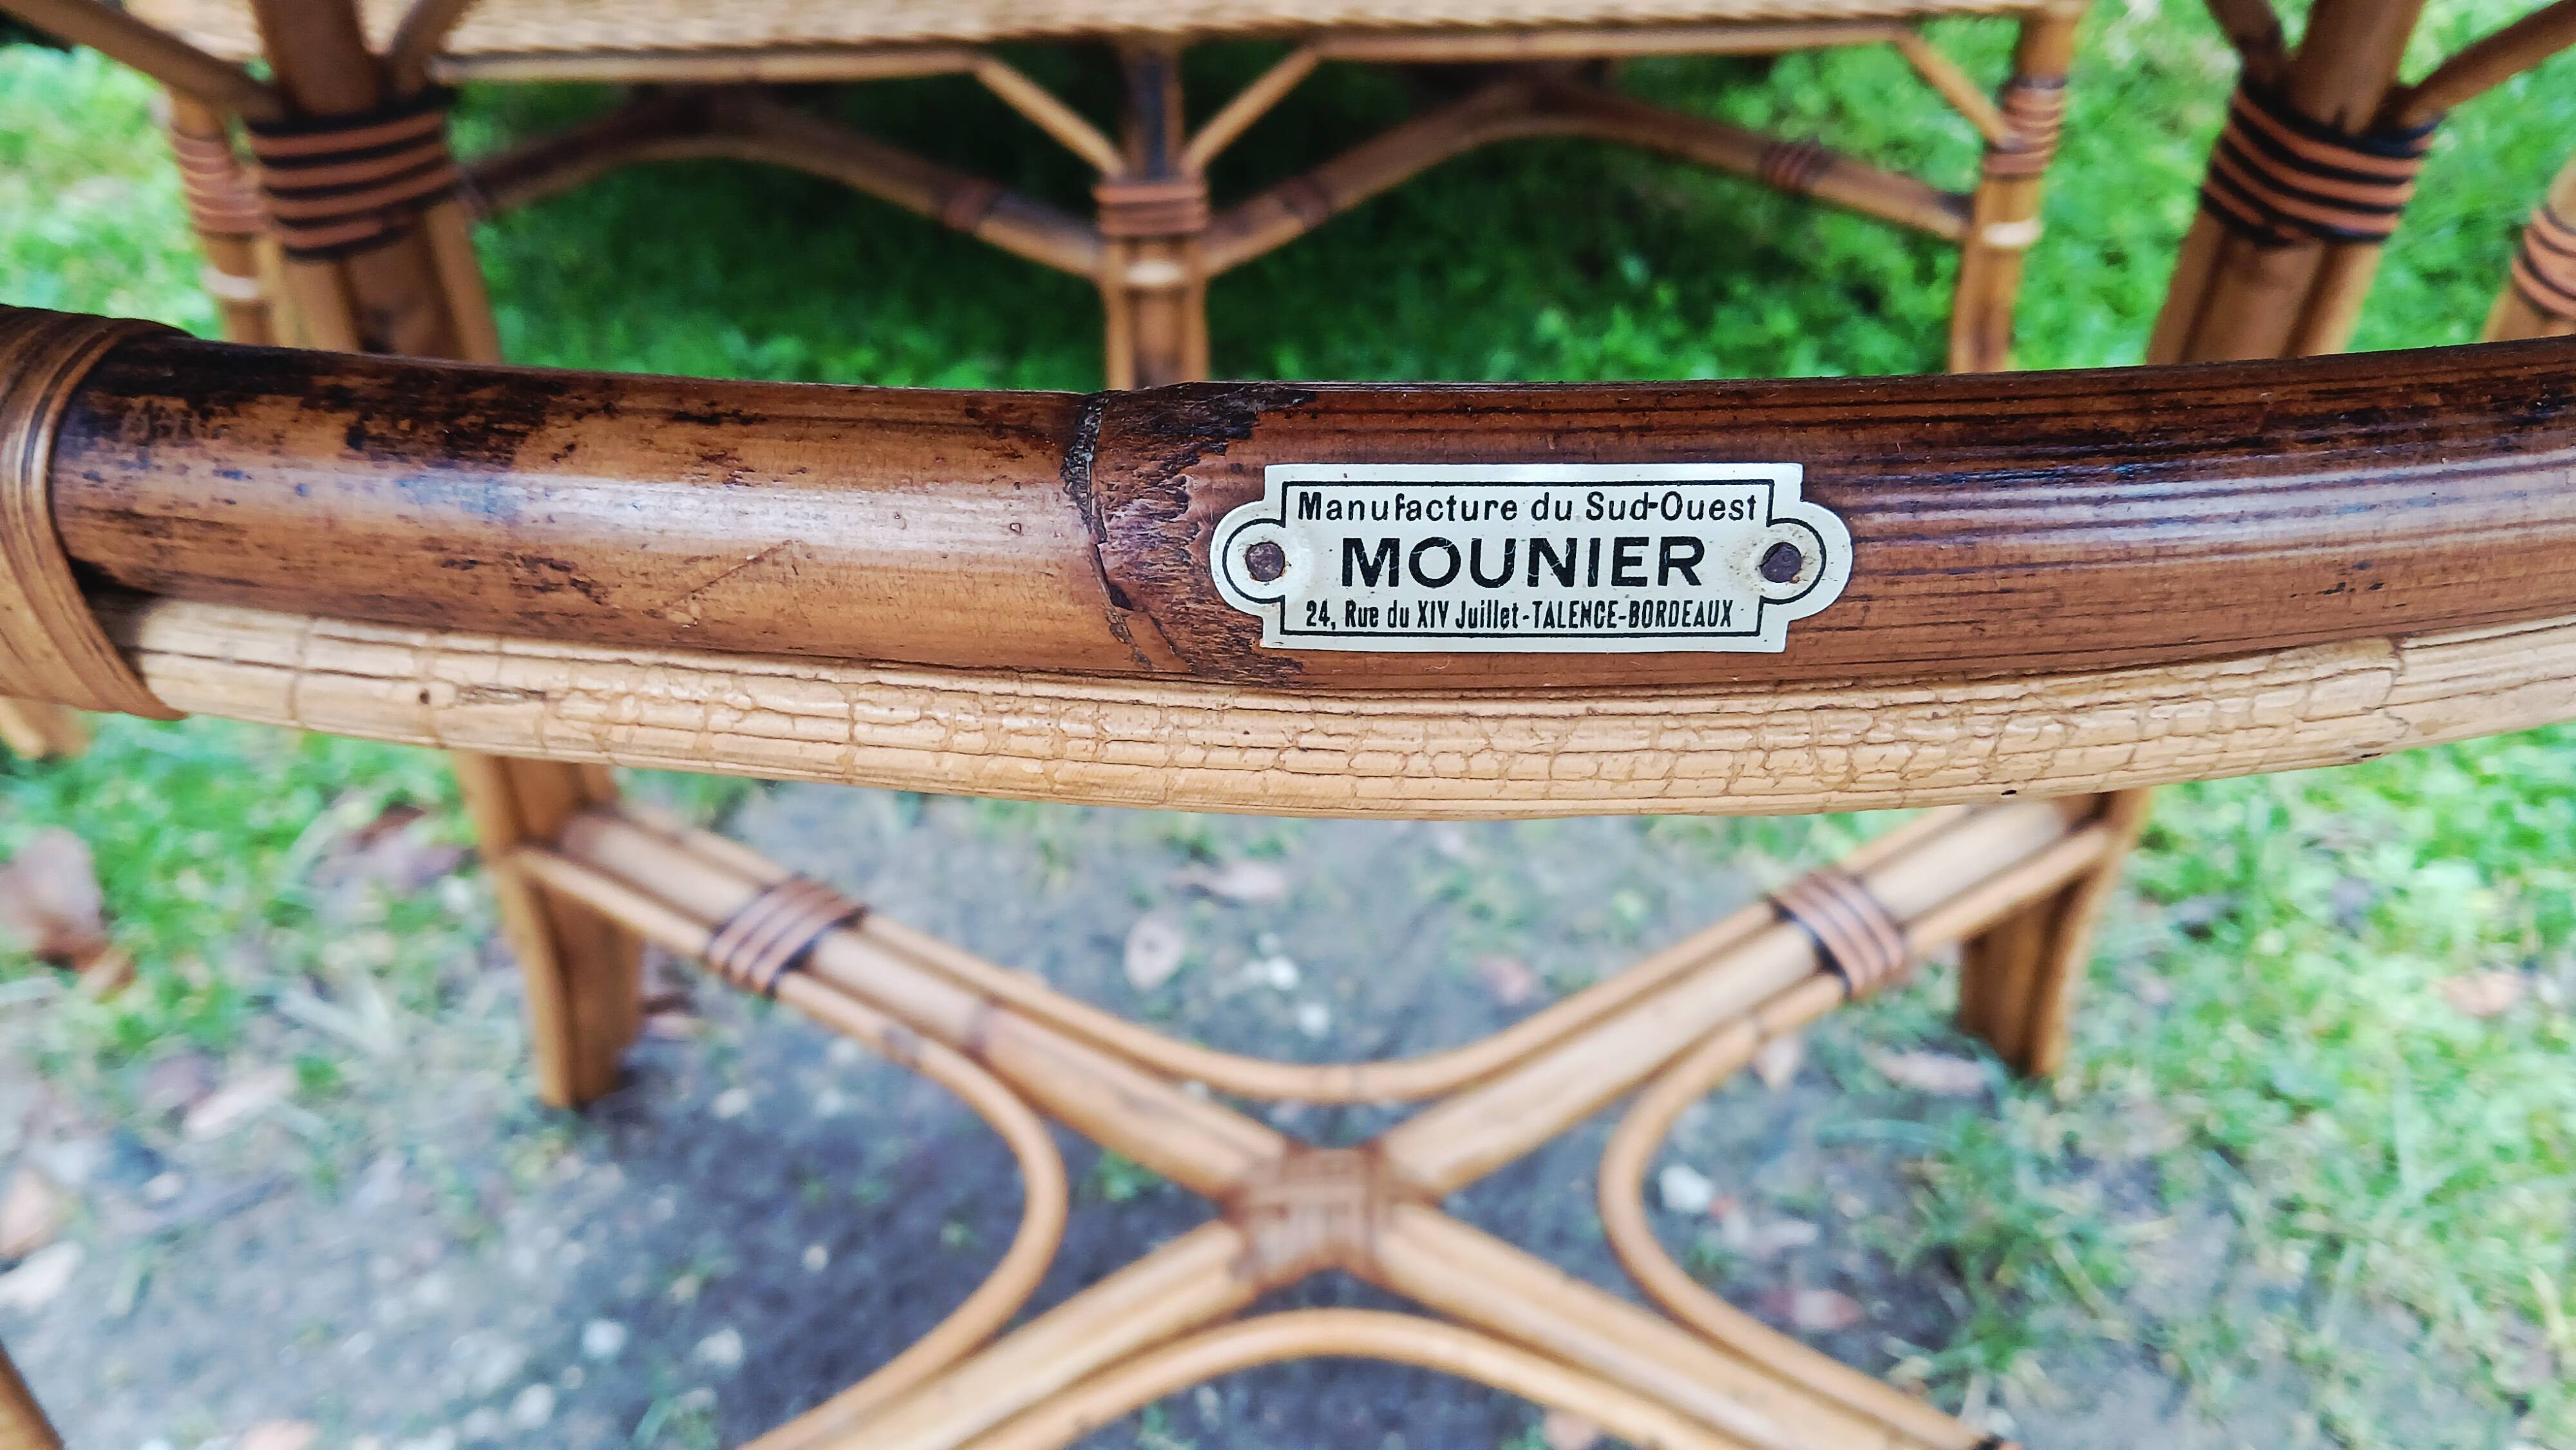 Manufacture du Sud-Ouest
MOUNIER
24, Rue du XIV Juillet-TALENCE-BORDEAUX